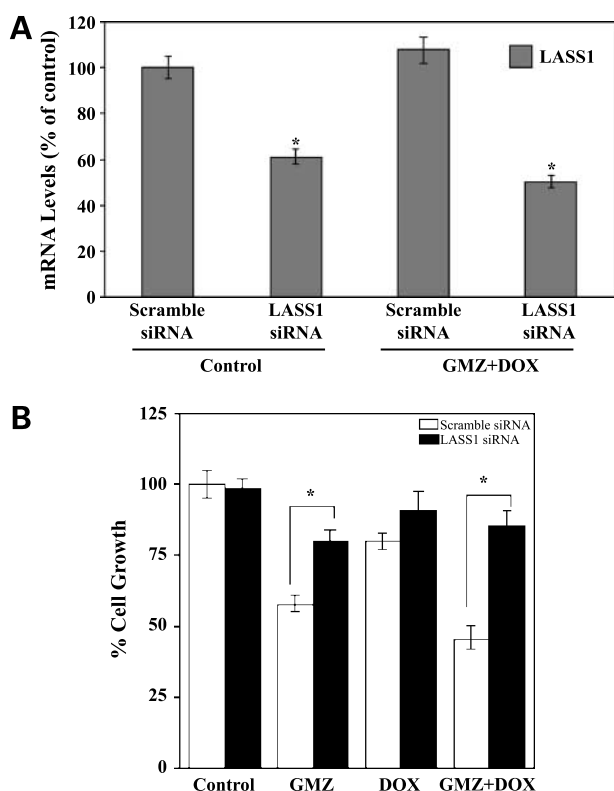 A
mRNA Levels (% of control)
120
100
80
60
40
20
0
LASS1
*
*
Scramble siRNA
LASS1 siRNA
Scramble siRNA
LASS1 siRNA
Control
GMZ+DOX
B
% Cell Growth
125
100
75
50
25
0
Scramble siRNA
LASS1 siRNA
*
*
Control
GMZ
DOX
GMZ+DOX